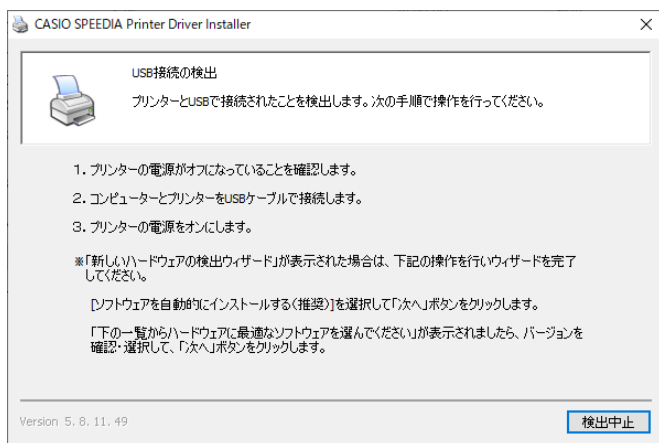 CASIO SPEEDIA Printer Driver Installer
USB接続の検出
プリンターとUSBで接続されたことを検出します。次の手順で操作を行ってください。
1. プリンターの電源がオフになっていることを確認します。
2. コンピューターとプリンターをUSBケーブルで接続します。
3. プリンターの電源をオンにします。
※「新しいハードウェアの検出ウィザード」が表示された場合は、下記の操作を行いウィザードを完了
してください。
[ソフトウェアを自動的にインストールする(推奨)]を選択して「次へ」ボタンをクリックします。
「下の一覧からハードウェアに最適なソフトウェアを選んでください」が表示されましたら、バージョンを
確認・選択して、「次へ」ボタンをクリックします。
Version 5. 8. 11. 49
検出中止